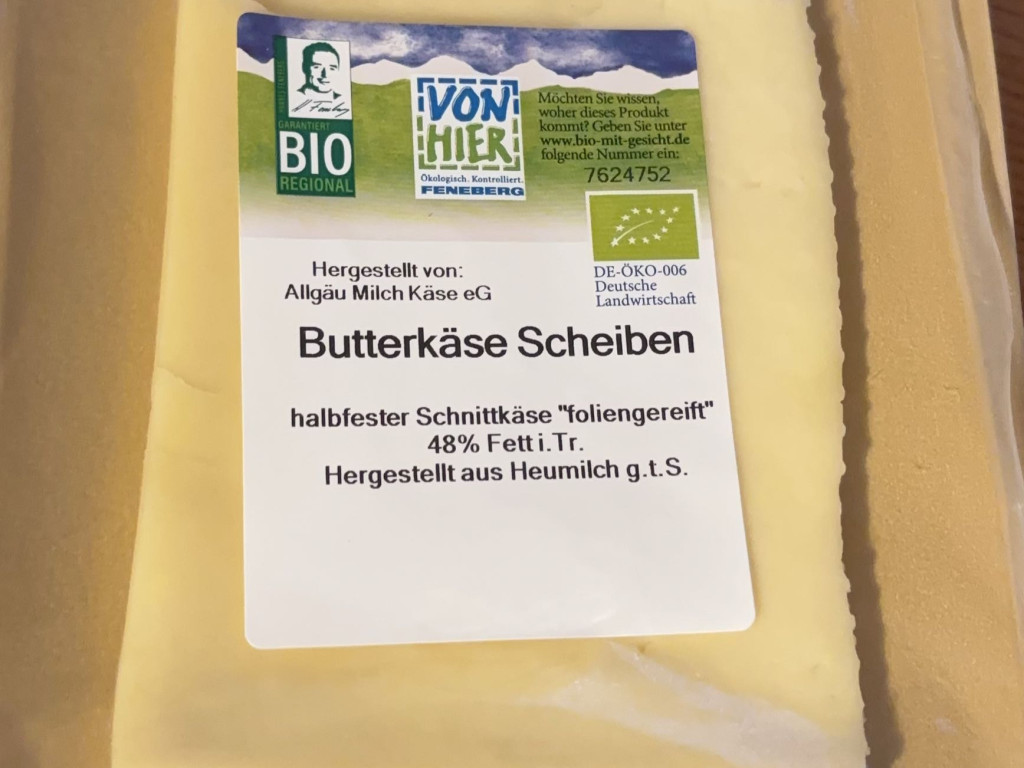 GARANTIERT
BIO
REGIONAL
VON
HIER
Ökologisch. Kontrolliert.
FENEBERG
Möchten Sie wissen,
woher dieses Produkt
kommt? Geben Sie unter
www.bio-mit-gesicht.de
folgende Nummer ein:
7624752
DE-ÖKO-006
Deutsche
Landwirtschaft
Hergestellt von:
Allgäu Milch Käse eG
Butterkäse Scheiben
halbfester Schnittkäse "foliengereift"
48% Fett i.Tr.
Hergestellt aus Heumilch g.t.S.